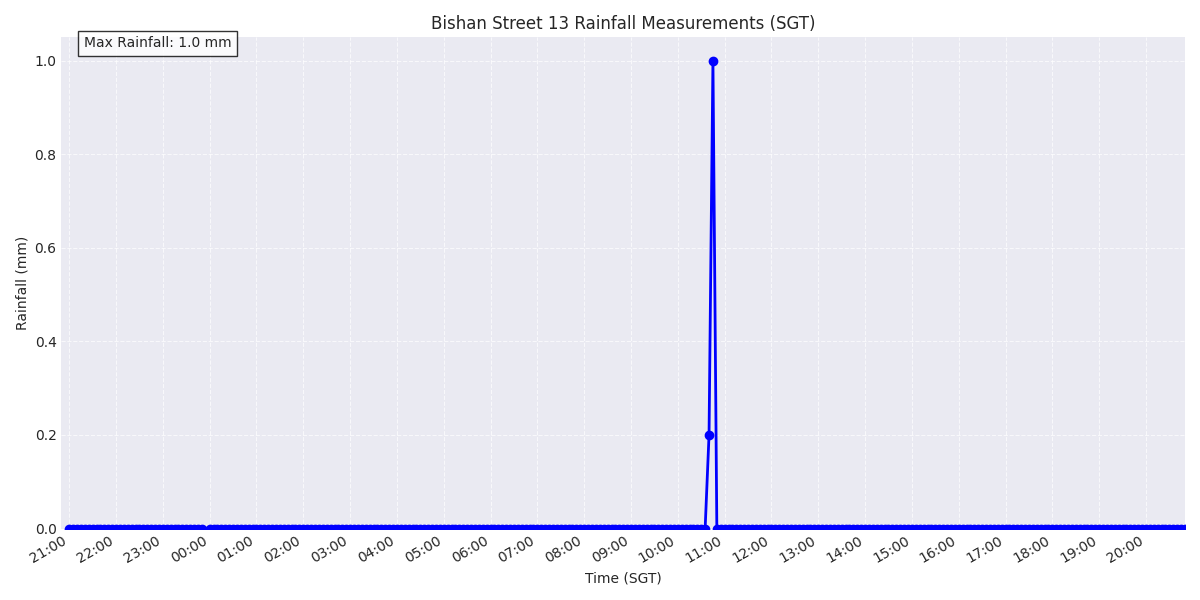 Bishan Street 13 Rainfall Measurements (SGT)
Max Rainfall: 1.0 mm
Rainfall (mm)
1.0
0.8
0.6
0.4
0.2
0.0
21:00 22:00 23:00 00:00 01:00 02:00 03:00 04:00 05:00 06:00 07:00 08:00 09:00 10:00 11:00 12:00 13:00 14:00 15:00 16:00 17:00 18:00 19:00 20:00
Time (SGT)